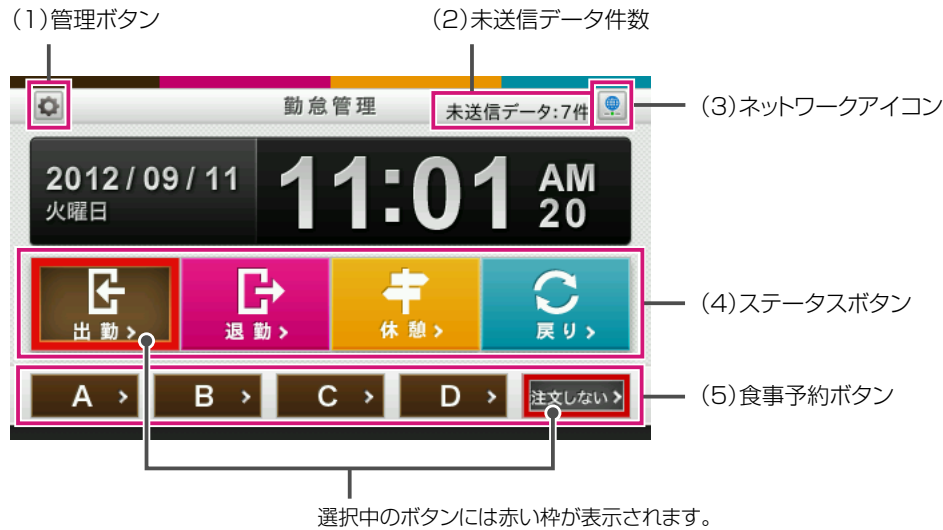 (1)管理ボタン
(2)未送信データ件数
勤怠管理
未送信データ:7件
(3)ネットワークアイコン
2012/09/11
火曜日
11:01
AM
20
出勤>
退勤>
休憩>
戻り>
(4)ステータスボタン
A >
B >
C >
D >
注文しない>
(5)食事予約ボタン
選択中のボタンには赤い枠が表示されます。